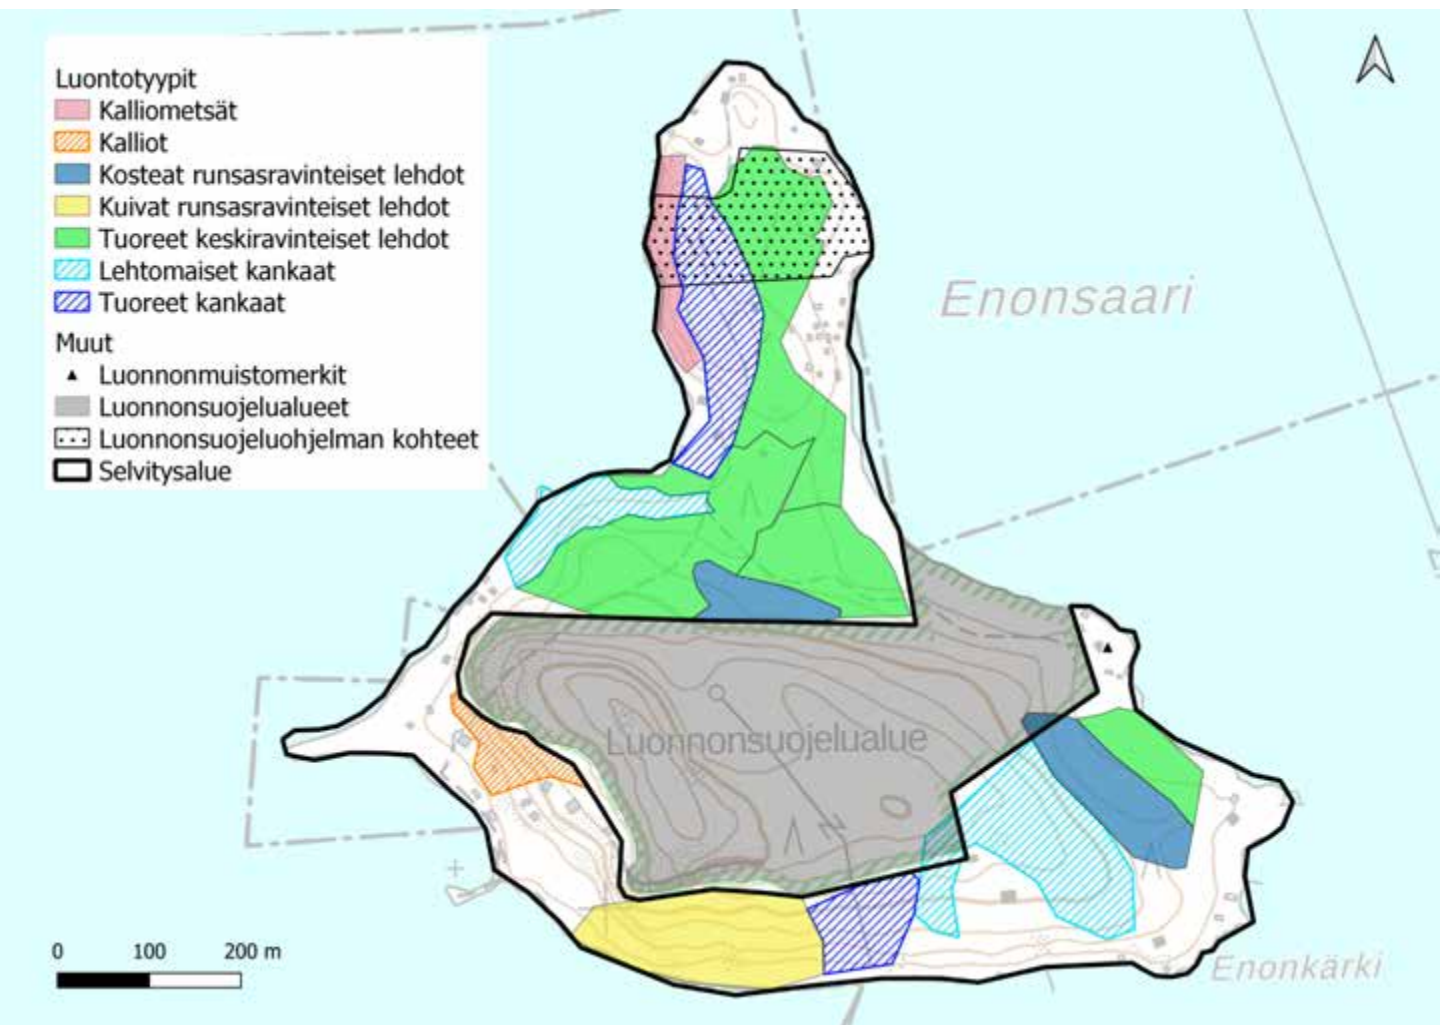 Luontotyypit
Kalliometsät
Kalliot
Kosteat runsasravinteiset lehdot
Kuivat runsasravinteiset lehdot
Tuoreet keskiravinteiset lehdot
Lehtomaiset kankaat
Tuoreet kankaat
Muut
Luonnonmuistomerkit
Luonnonsuojelualueet
Luonnonsuojeluohjelman kohteet
Selvitysalue
Enonsaari
Luonnonsuojelualue
0 100 200 m
Enonkärki